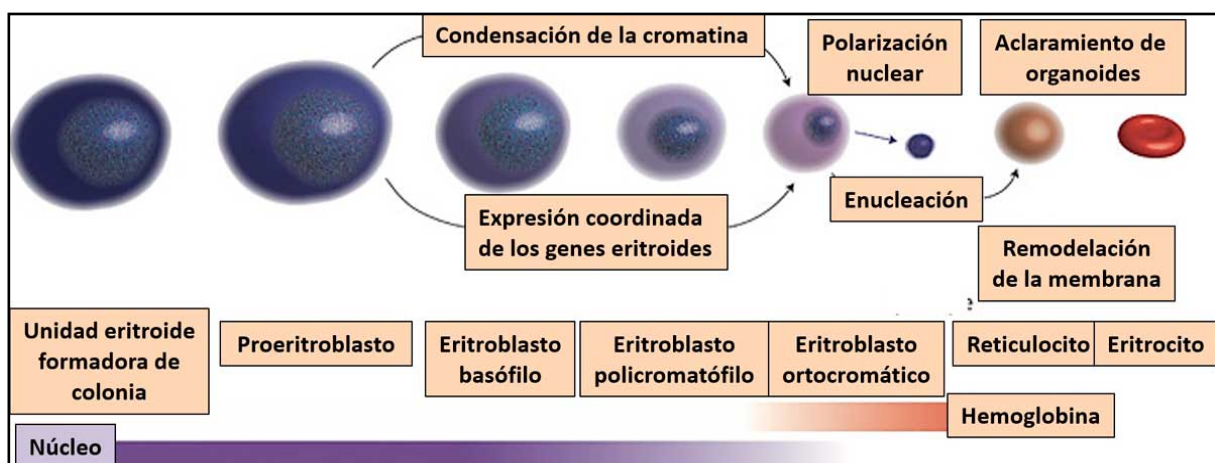 Condensación de la cromatina
Polarización
nuclear
Aclaramiento de
organoides
Expresión coordinada
de los genes eritroides
Enucleación
Remodelación
de la membrana
Unidad eritroide
formadora de
colonia
Proeritroblasto
Eritroblasto
basófilo
Eritroblasto
policromatófilo
Eritroblasto
ortocromático
Reticulocito
Eritrocito
Hemoglobina
Núcleo